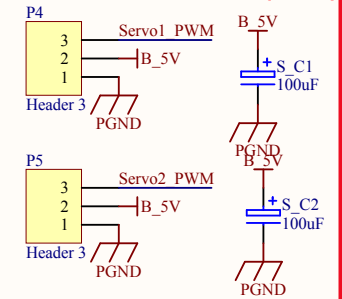 P4
3 Servo1_PWM
2 B_5V
1
Header 3
PGND
B_5V
S_C1
100uF
PGND
P5
3 Servo2_PWM
2 B_5V
1
Header 3
PGND
B_5V
S_C2
100uF
PGND